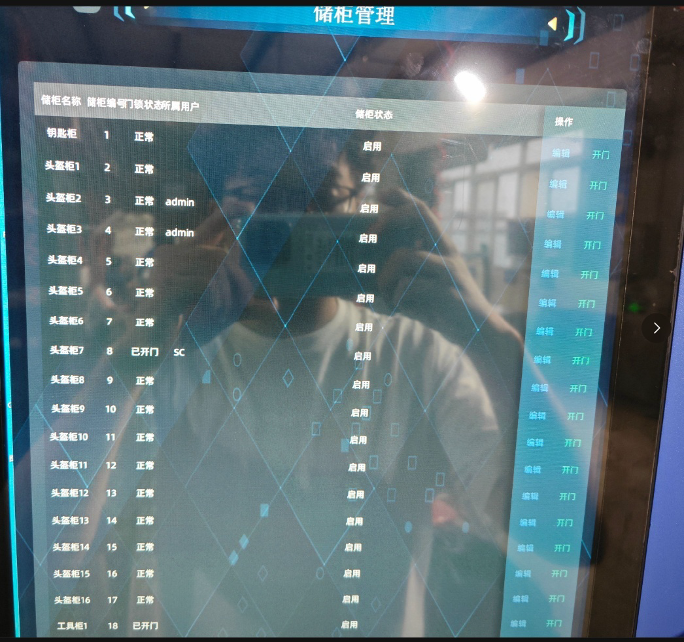 储柜管理
储柜名称 储柜编号 门锁状态 所属用户 储柜状态 操作
钥匙柜 1 正常 启用 编辑 开门
头盔柜1 2 正常 启用 编辑 开门
头盔柜2 3 正常 admin 启用 编辑 开门
头盔柜3 4 正常 admin 启用 编辑 开门
头盔柜4 5 正常 启用 编辑 开门
头盔柜5 6 正常 启用 编辑 开门
头盔柜6 7 正常 启用 编辑 开门
头盔柜7 8 已开门 SC 启用 编辑 开门
头盔柜8 9 正常 启用 编辑 开门
头盔柜9 10 正常 启用 编辑 开门
头盔柜10 11 正常 启用 编辑 开门
头盔柜11 12 正常 启用 编辑 开门
头盔柜12 13 正常 启用 编辑 开门
头盔柜13 14 正常 启用 编辑 开门
头盔柜14 15 正常 启用 编辑 开门
头盔柜15 16 正常 启用 编辑 开门
头盔柜16 17 正常 启用 编辑 开门
工具柜1 18 已开门 启用 编辑 开门